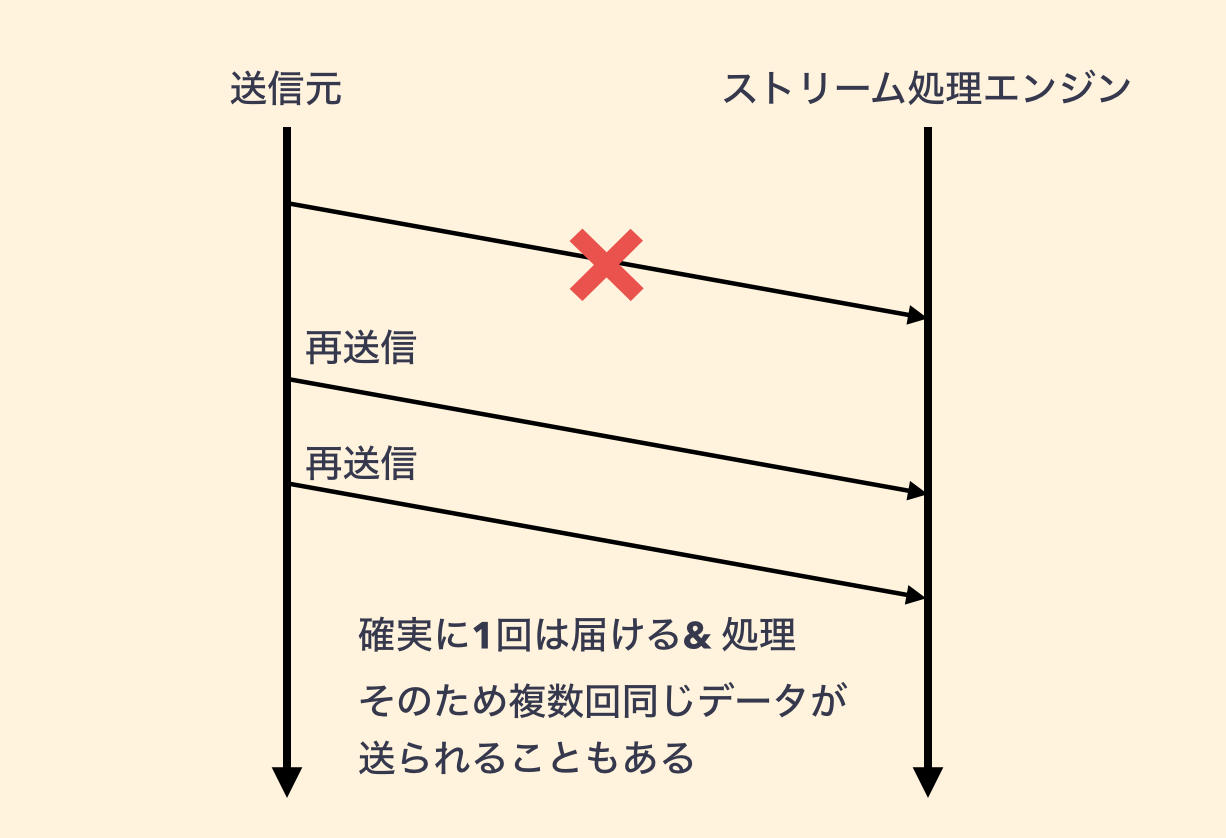 送信元
ストリーム処理エンジン
再送信
再送信
確実に1回は届ける& 処理
そのため複数回同じデータが
送られることもある